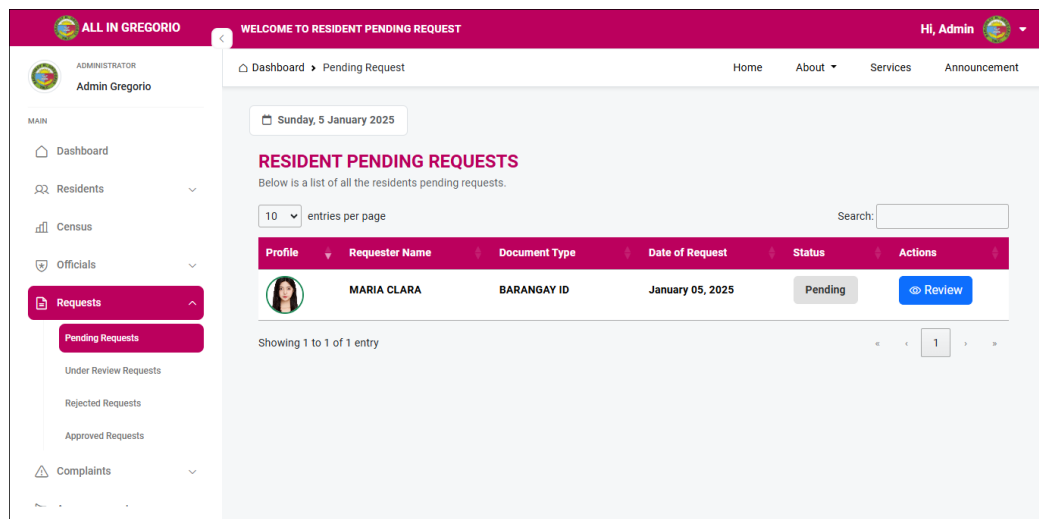 ALL IN GREGORIO
WELCOME TO RESIDENT PENDING REQUEST
Hi, Admin
ADMINISTRATOR
Admin Gregorio
Dashboard > Pending Request
Home About Services Announcement
MAIN
Dashboard
Residents
Census
Officials
Requests
Pending Requests
Under Review Requests
Rejected Requests
Approved Requests
Complaints
Sunday, 5 January 2025
RESIDENT PENDING REQUESTS
Below is a list of all the residents pending requests.
10 entries per page
Search:
Profile Requester Name Document Type Date of Request Status Actions
MARIA CLARA BARANGAY ID January 05, 2025 Pending Review
Showing 1 to 1 of 1 entry
« ‹ 1 › »